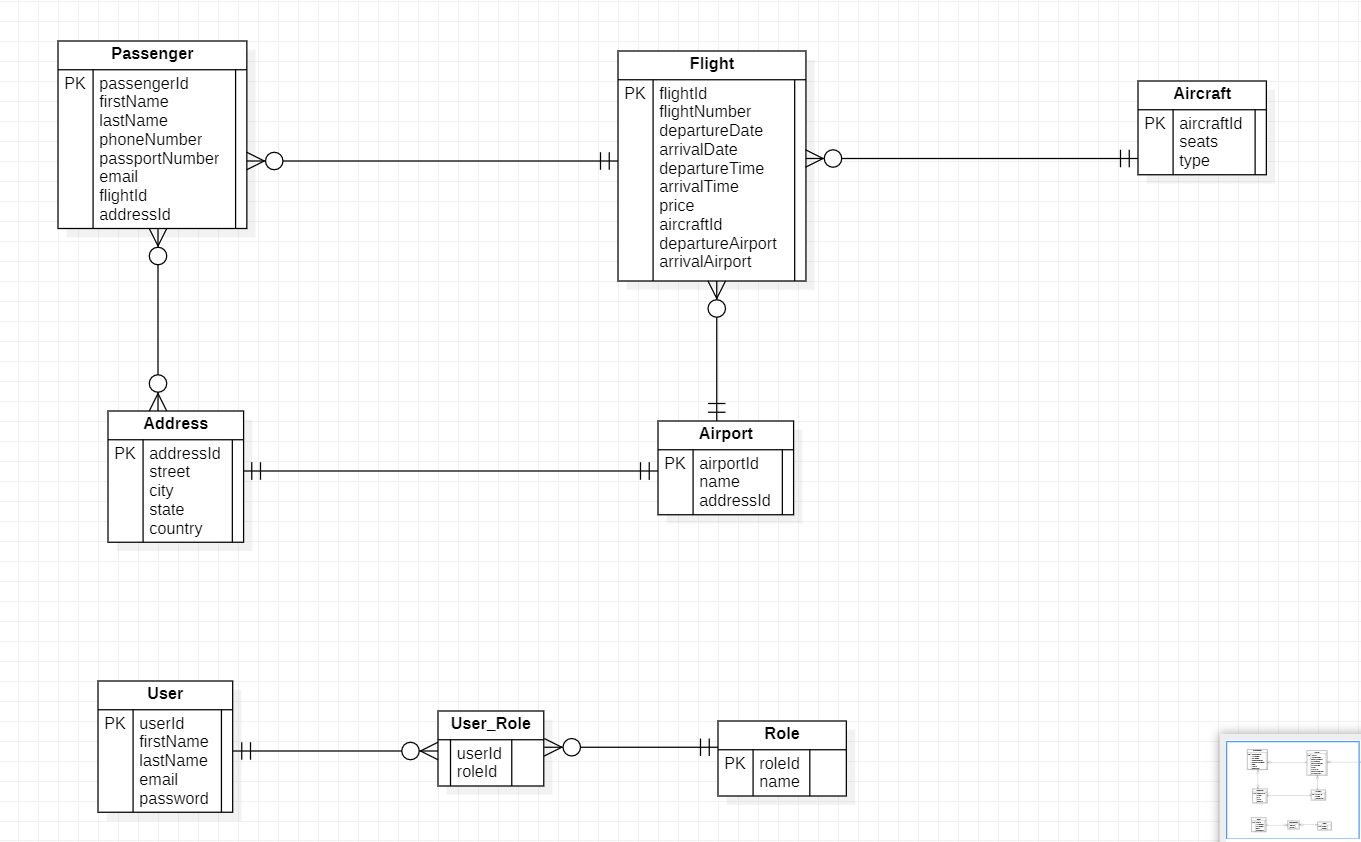 Passenger
PK passengerId
firstName
lastName
phoneNumber
passportNumber
email
flightId
addressId
Flight
PK flightId
flightNumber
departureDate
arrivalDate
departureTime
arrivalTime
price
aircraftId
departureAirport
arrivalAirport
Aircraft
PK aircraftId
seats
type
Address
PK addressId
street
city
state
country
Airport
PK airportId
name
addressId
User
PK userId
firstName
lastName
email
password
User_Role
userId
roleId
Role
PK roleId
name